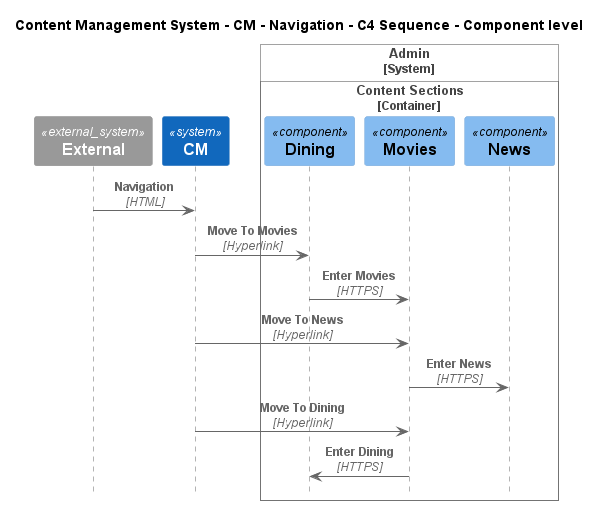 Content Management System - CM - Navigation - C4 Sequence - Component level
Admin
[System]
Content Sections
[Container]
«external_system»
External
«system»
CM
«component»
Dining
«component»
Movies
«component»
News
Navigation
[HTML]
Move To Movies
[Hyperlink]
Enter Movies
[HTTPS]
Move To News
[Hyperlink]
Enter News
[HTTPS]
Move To Dining
[Hyperlink]
Enter Dining
[HTTPS]